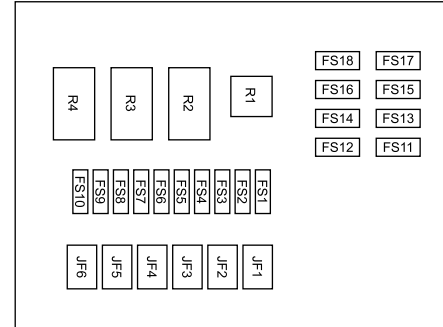 FS18 FS17
FS16 FS15
FS14 FS13
FS12 FS11
R4 R3 R2 R1
FS10 FS9 FS8 FS7 FS6 FS5 FS4 FS3 FS2 FS1
JF6 JF5 JF4 JF3 JF2 JF1